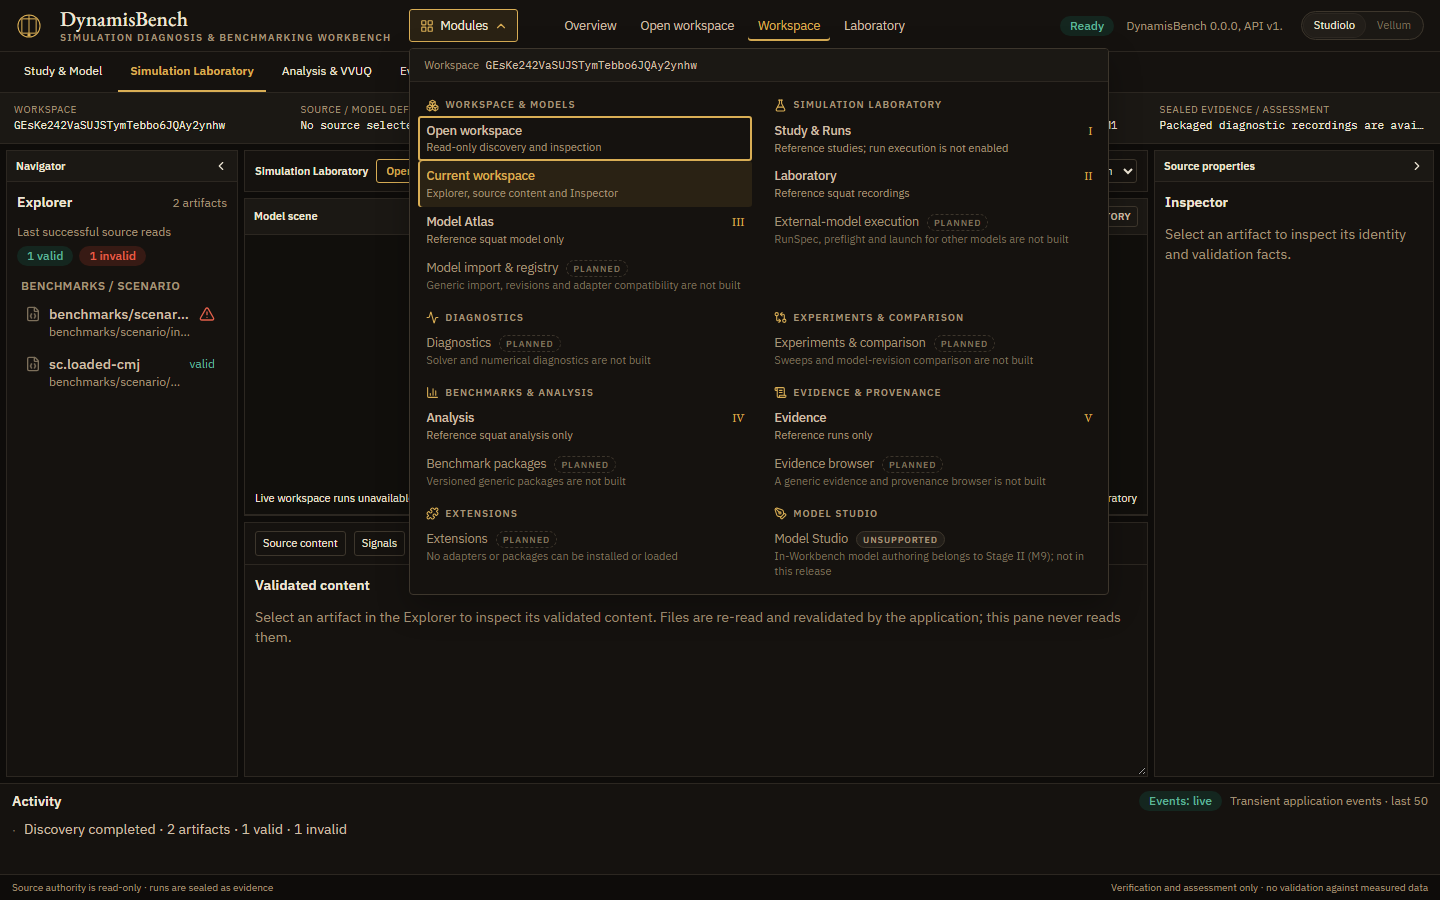 DynamisBench
SIMULATION DIAGNOSIS & BENCHMARKING WORKBENCH
Modules
Overview
Open workspace
Workspace
Laboratory
Ready
DynamisBench 0.0.0, API v1.
Studiolo
Vellum
Study & Model
Simulation Laboratory
Analysis & VVUQ
Workspace GEsKe242VaSUJSTymTebbo6JQAy2ynhw
WORKSPACE
GEsKe242VaSUJSTymTebbo6JQAy2ynhw
SOURCE / MODEL DEF
No source selecte
SEALED EVIDENCE / ASSESSMENT
Packaged diagnostic recordings are avai…
Navigator
Explorer
2 artifacts
Last successful source reads
1 valid
1 invalid
BENCHMARKS / SCENARIO
benchmarks/scenar…
benchmarks/scenario/in…
sc.loaded-cmj
valid
benchmarks/scenario/…
Simulation Laboratory
Oper
Model scene
Live workspace runs unavailabl
WORKSPACE & MODELS
Open workspace
Read-only discovery and inspection
Current workspace
Explorer, source content and Inspector
Model Atlas
III
Reference squat model only
Model import & registry
PLANNED
Generic import, revisions and adapter compatibility are not built
SIMULATION LABORATORY
Study & Runs
I
Reference studies; run execution is not enabled
Laboratory
II
Reference squat recordings
External-model execution
PLANNED
RunSpec, preflight and launch for other models are not built
DIAGNOSTICS
Diagnostics
PLANNED
Solver and numerical diagnostics are not built
EXPERIMENTS & COMPARISON
Experiments & comparison
PLANNED
Sweeps and model-revision comparison are not built
BENCHMARKS & ANALYSIS
Analysis
IV
Reference squat analysis only
Benchmark packages
PLANNED
Versioned generic packages are not built
EVIDENCE & PROVENANCE
Evidence
V
Reference runs only
Evidence browser
PLANNED
A generic evidence and provenance browser is not built
EXTENSIONS
Extensions
PLANNED
No adapters or packages can be installed or loaded
MODEL STUDIO
Model Studio
UNSUPPORTED
In-Workbench model authoring belongs to Stage II (M9); not in
this release
Source properties
Inspector
Select an artifact to inspect its identity
and validation facts.
Source content
Signals
Validated content
Select an artifact in the Explorer to inspect its validated content. Files are re-read and revalidated by the application; this pane never reads
them.
Activity
Events: live
Transient application events · last 50
· Discovery completed · 2 artifacts · 1 valid · 1 invalid
Source authority is read-only · runs are sealed as evidence
Verification and assessment only · no validation against measured data